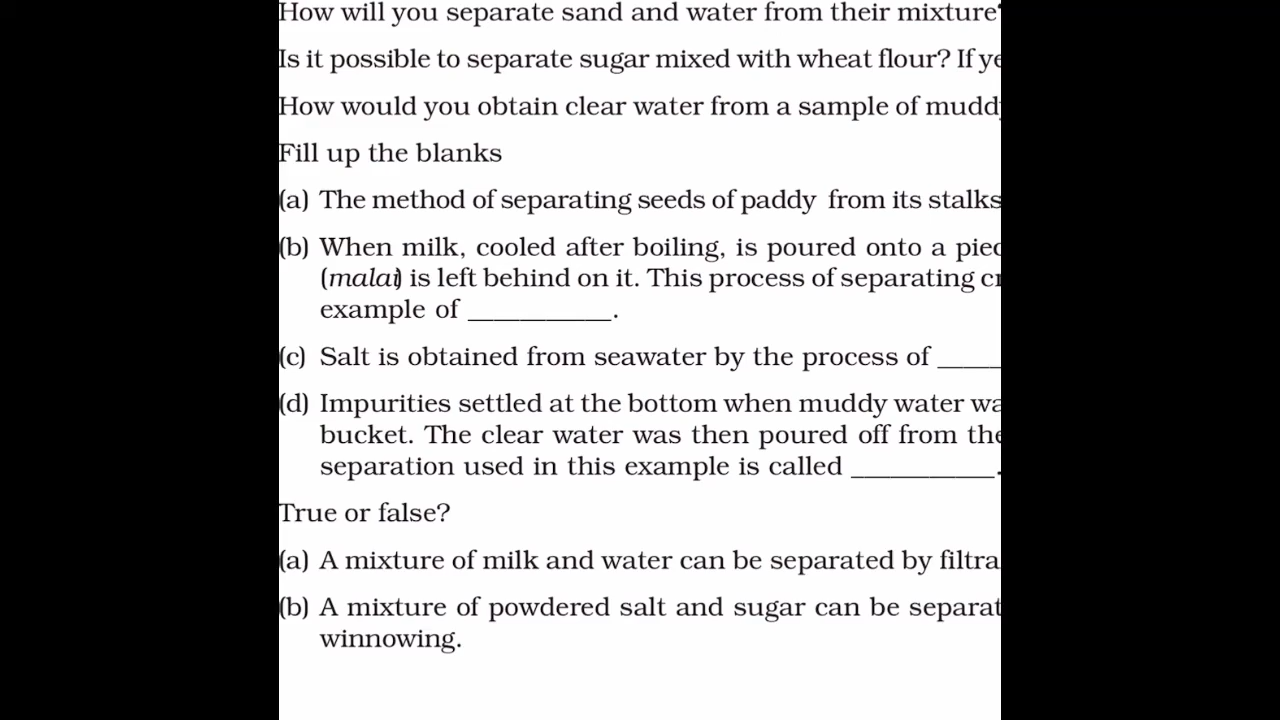 How will you separate sand and water from their mixture
Is it possible to separate sugar mixed with wheat flour? If
How would you obtain clear water from a sample of
Fill up the blanks
(a) The method of separating seeds of paddy from its stalks
(b) When milk, cooled after boiling, is poured onto a
(malai) is left behind on it. This process of separating
example of ___________.
(c) Salt is obtained from seawater by the process of _____
(d) Impurities settled at the bottom when muddy water
bucket. The clear water was then poured off from the
separation used in this example is called ___________.
True or false?
(a) A mixture of milk and water can be separated by
(b) A mixture of powdered salt and sugar can be
winnowing.